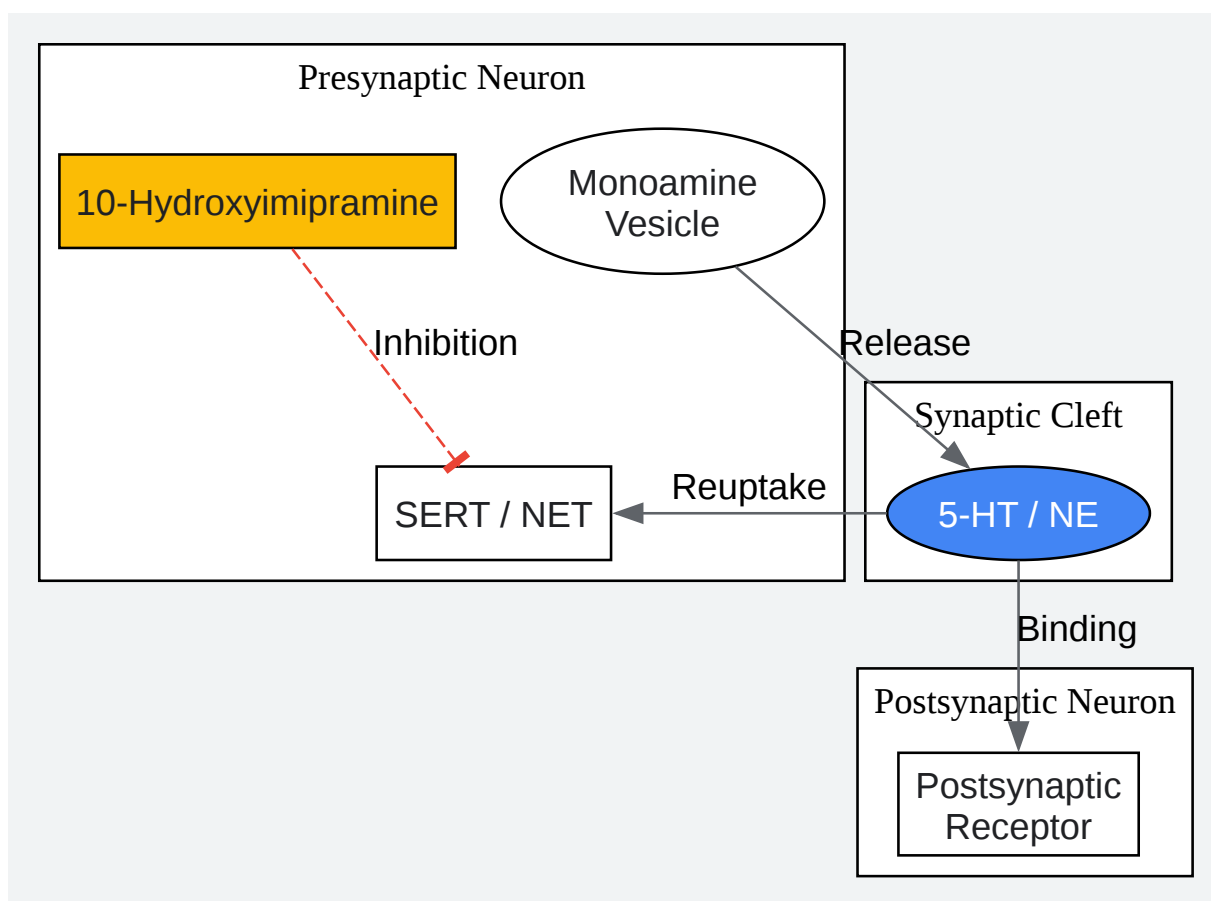 Presynaptic Neuron
10-Hydroxyimipramine
Monoamine
Vesicle
Inhibition
Release
Synaptic Cleft
Reuptake
SERT / NET
5-HT / NE
Binding
Postsynaptic Neuron
Postsynaptic
Receptor